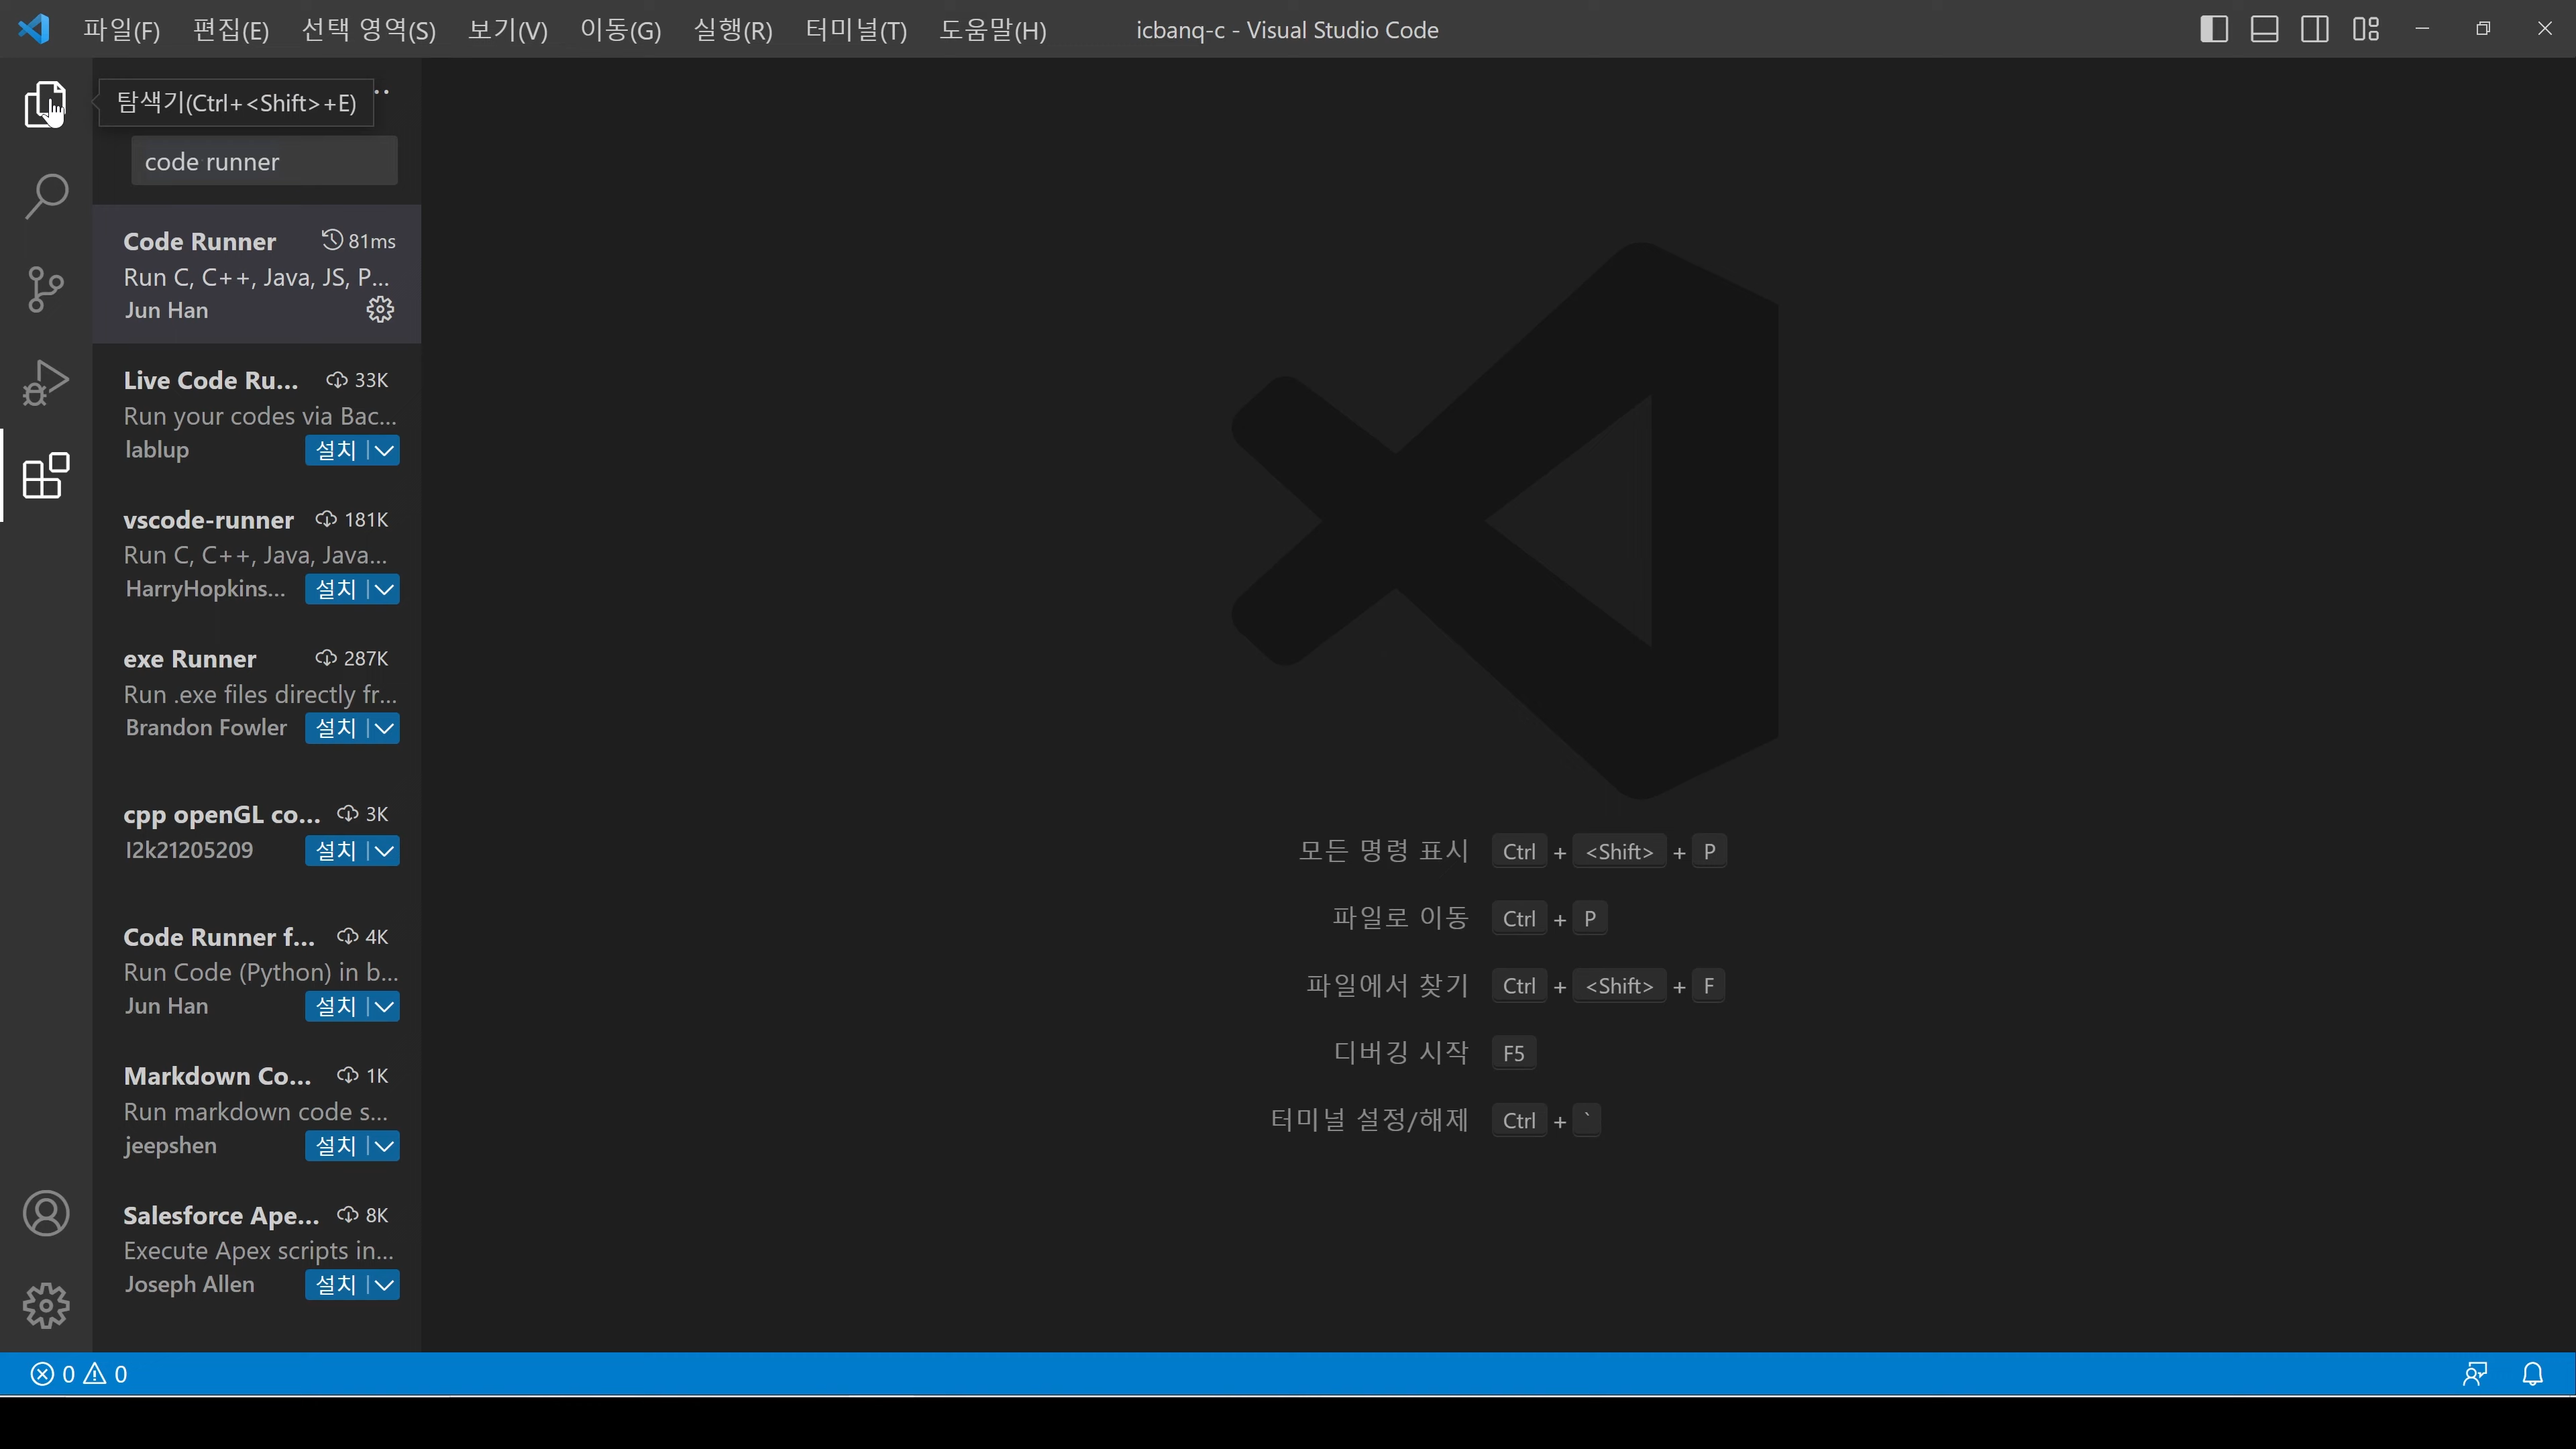 파일(F) 편집(E) 선택 영역(S) 보기(V) 이동(G) 실행(R) 터미널(T) 도움말(H) icbanq-c - Visual Studio Code
탐색기(Ctrl+<Shift>+E)
code runner
Code Runner 81ms
Run C, C++, Java, JS, P...
Jun Han
Live Code Ru... 33K
Run your codes via Bac...
lablup 설치
vscode-runner 181K
Run C, C++, Java, Java...
HarryHopkins... 설치
exe Runner 287K
Run .exe files directly fr...
Brandon Fowler 설치
cpp openGL co... 3K
l2k21205209 설치
Code Runner f... 4K
Run Code (Python) in b...
Jun Han 설치
Markdown Co... 1K
Run markdown code s...
jeepshen 설치
Salesforce Ape... 8K
Execute Apex scripts in...
Joseph Allen 설치
모든 명령 표시 Ctrl + <Shift> + P
파일로 이동 Ctrl + P
파일에서 찾기 Ctrl + <Shift> + F
디버깅 시작 F5
터미널 설정/해제 Ctrl + `
0 0